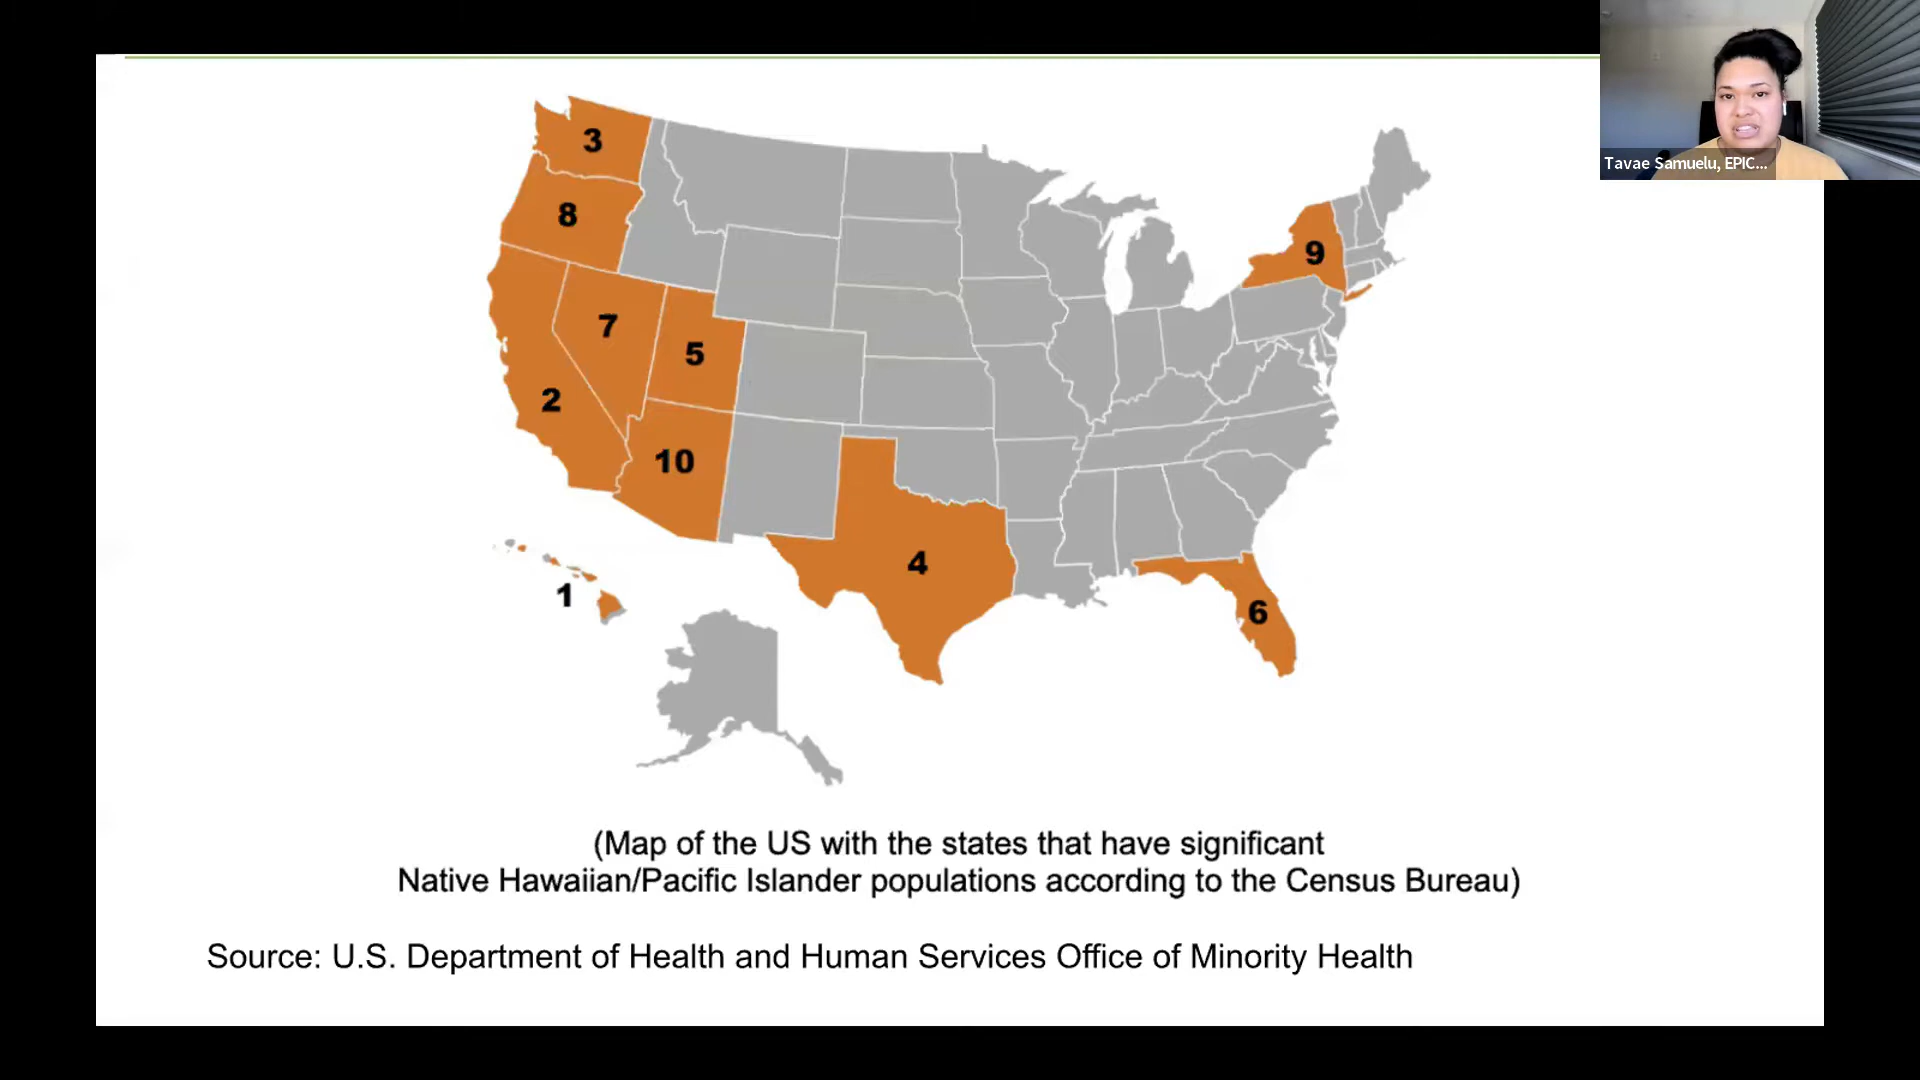 Tavae Samuelu, EPIC...
3
8
9
7
5
2
10
4
1
6
(Map of the US with the states that have significant
Native Hawaiian/Pacific Islander populations according to the Census Bureau)
Source: U.S. Department of Health and Human Services Office of Minority Health